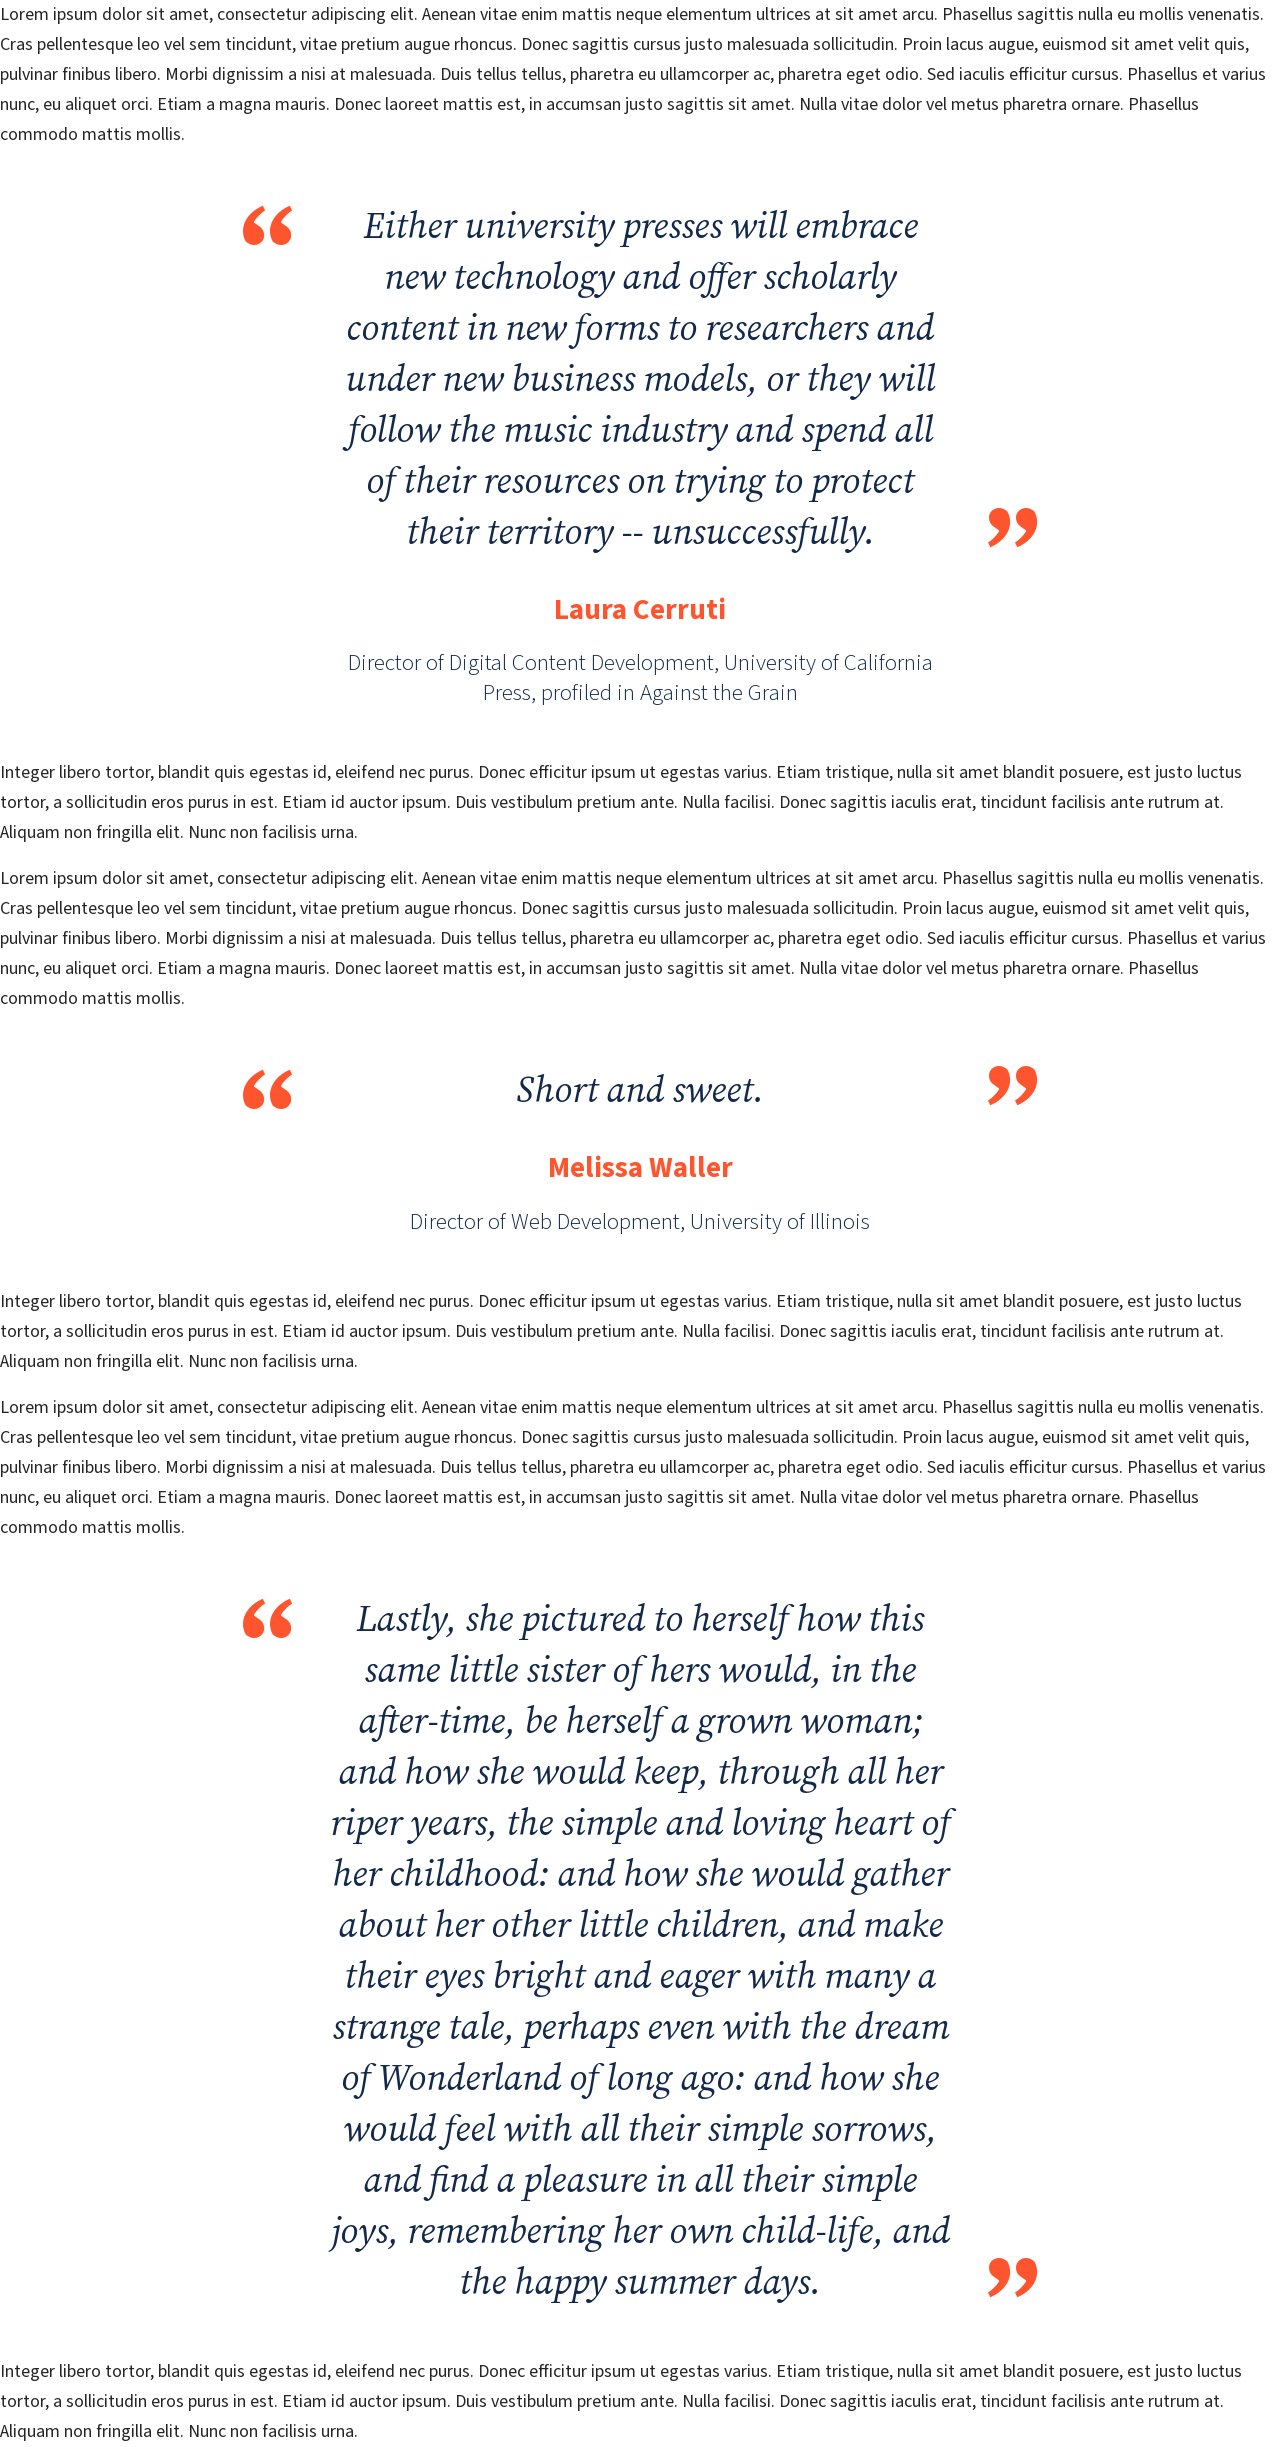 Lorem ipsum dolor sit amet, consectetur adipiscing elit. Aenean vitae enim mattis neque elementum ultrices at sit amet arcu. Phasellus sagittis nulla eu mollis venenatis.
Cras pellentesque leo vel sem tincidunt, vitae pretium augue rhoncus. Donec sagittis cursus justo malesuada sollicitudin. Proin lacus augue, euismod sit amet velit quis,
pulvinar finibus libero. Morbi dignissim a nisi at malesuada. Duis tellus tellus, pharetra eu ullamcorper ac, pharetra eget odio. Sed iaculis efficitur cursus. Phasellus et varius
nunc, eu aliquet orci. Etiam a magna mauris. Donec laoreet mattis est, in accumsan justo sagittis sit amet. Nulla vitae dolor vel metus pharetra ornare. Phasellus
commodo mattis mollis.
“ Either university presses will embrace
new technology and offer scholarly
content in new forms to researchers and
under new business models, or they will
follow the music industry and spend all
of their resources on trying to protect
their territory -- unsuccessfully. ”
Laura Cerruti
Director of Digital Content Development, University of California
Press, profiled in Against the Grain
Integer libero tortor, blandit quis egestas id, eleifend nec purus. Donec efficitur ipsum ut egestas varius. Etiam tristique, nulla sit amet blandit posuere, est justo luctus
tortor, a sollicitudin eros purus in est. Etiam id auctor ipsum. Duis vestibulum pretium ante. Nulla facilisi. Donec sagittis iaculis erat, tincidunt facilisis ante rutrum at.
Aliquam non fringilla elit. Nunc non facilisis urna.
Lorem ipsum dolor sit amet, consectetur adipiscing elit. Aenean vitae enim mattis neque elementum ultrices at sit amet arcu. Phasellus sagittis nulla eu mollis venenatis.
Cras pellentesque leo vel sem tincidunt, vitae pretium augue rhoncus. Donec sagittis cursus justo malesuada sollicitudin. Proin lacus augue, euismod sit amet velit quis,
pulvinar finibus libero. Morbi dignissim a nisi at malesuada. Duis tellus tellus, pharetra eu ullamcorper ac, pharetra eget odio. Sed iaculis efficitur cursus. Phasellus et varius
nunc, eu aliquet orci. Etiam a magna mauris. Donec laoreet mattis est, in accumsan justo sagittis sit amet. Nulla vitae dolor vel metus pharetra ornare. Phasellus
commodo mattis mollis.
“ Short and sweet. ”
Melissa Waller
Director of Web Development, University of Illinois
Integer libero tortor, blandit quis egestas id, eleifend nec purus. Donec efficitur ipsum ut egestas varius. Etiam tristique, nulla sit amet blandit posuere, est justo luctus
tortor, a sollicitudin eros purus in est. Etiam id auctor ipsum. Duis vestibulum pretium ante. Nulla facilisi. Donec sagittis iaculis erat, tincidunt facilisis ante rutrum at.
Aliquam non fringilla elit. Nunc non facilisis urna.
Lorem ipsum dolor sit amet, consectetur adipiscing elit. Aenean vitae enim mattis neque elementum ultrices at sit amet arcu. Phasellus sagittis nulla eu mollis venenatis.
Cras pellentesque leo vel sem tincidunt, vitae pretium augue rhoncus. Donec sagittis cursus justo malesuada sollicitudin. Proin lacus augue, euismod sit amet velit quis,
pulvinar finibus libero. Morbi dignissim a nisi at malesuada. Duis tellus tellus, pharetra eu ullamcorper ac, pharetra eget odio. Sed iaculis efficitur cursus. Phasellus et varius
nunc, eu aliquet orci. Etiam a magna mauris. Donec laoreet mattis est, in accumsan justo sagittis sit amet. Nulla vitae dolor vel metus pharetra ornare. Phasellus
commodo mattis mollis.
“ Lastly, she pictured to herself how this
same little sister of hers would, in the
after-time, be herself a grown woman;
and how she would keep, through all her
riper years, the simple and loving heart of
her childhood: and how she would gather
about her other little children, and make
their eyes bright and eager with many a
strange tale, perhaps even with the dream
of Wonderland of long ago: and how she
would feel with all their simple sorrows,
and find a pleasure in all their simple
joys, remembering her own child-life, and
the happy summer days. ”
Integer libero tortor, blandit quis egestas id, eleifend nec purus. Donec efficitur ipsum ut egestas varius. Etiam tristique, nulla sit amet blandit posuere, est justo luctus
tortor, a sollicitudin eros purus in est. Etiam id auctor ipsum. Duis vestibulum pretium ante. Nulla facilisi. Donec sagittis iaculis erat, tincidunt facilisis ante rutrum at.
Aliquam non fringilla elit. Nunc non facilisis urna.